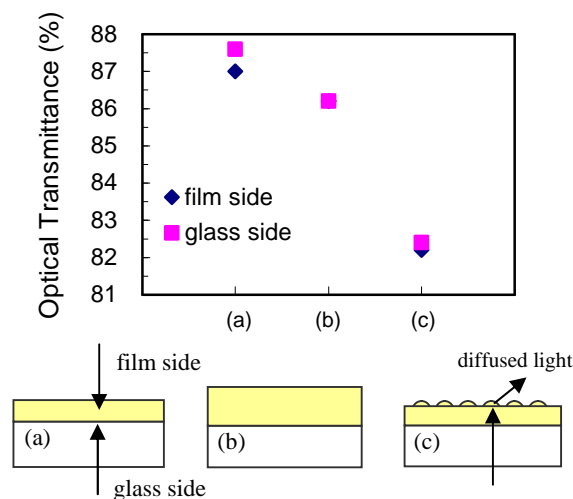 Optical Transmittance (%)
88
87
86
85
84
83
82
81
film side
glass side
(a)
(b)
(c)
film side
diffused light
(a)
(b)
(c)
glass side